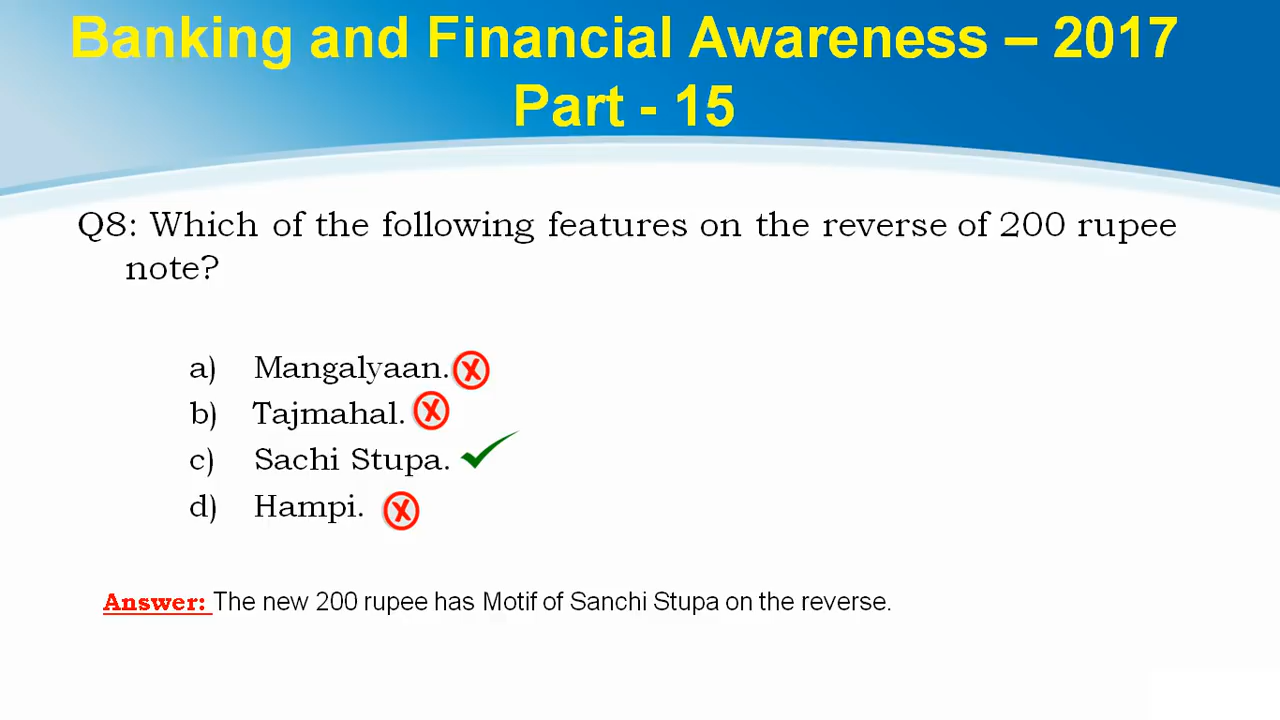 Banking and Financial Awareness – 2017
Part - 15
Q8: Which of the following features on the reverse of 200 rupee
note?
a) Mangalyaan.
b) Tajmahal.
c) Sachi Stupa.
d) Hampi.
Answer: The new 200 rupee has Motif of Sanchi Stupa on the reverse.